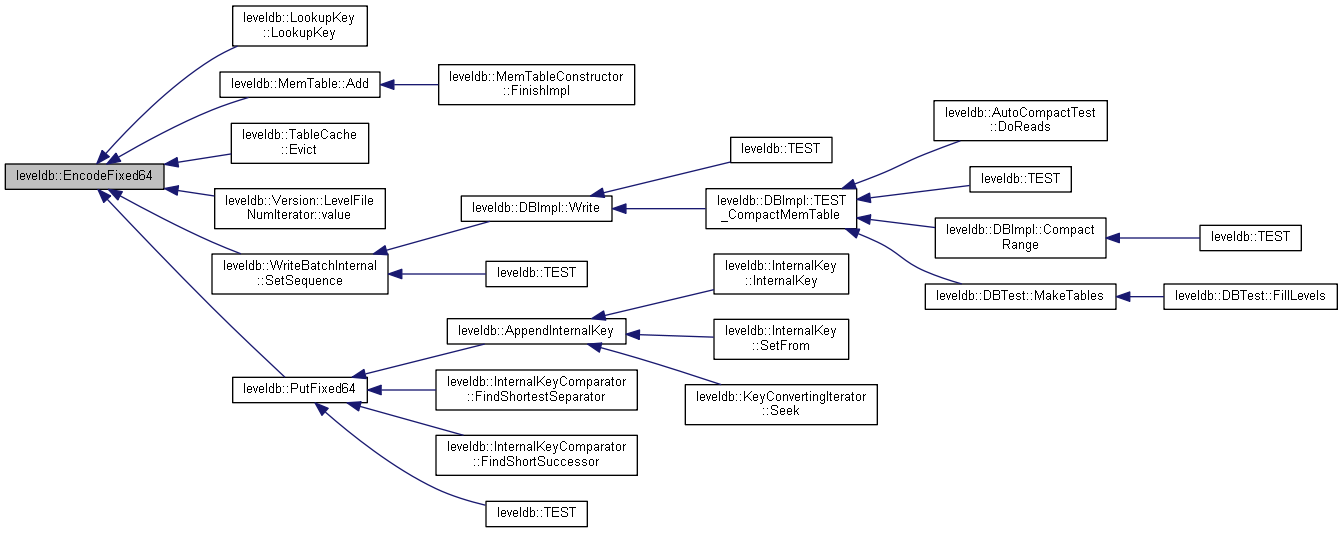 leveldb::LookupKey
::LookupKey
leveldb::MemTable::Add
leveldb::MemTableConstructor
::FinishImpl
leveldb::TableCache
::Evict
leveldb::EncodeFixed64
leveldb::Version::LevelFile
NumIterator::value
leveldb::WriteBatchInternal
::SetSequence
leveldb::DBImpl::Write
leveldb::TEST
leveldb::TEST
leveldb::DBImpl::TEST
_CompactMemTable
leveldb::AutoCompactTest
::DoReads
leveldb::TEST
leveldb::DBImpl::Compact
Range
leveldb::TEST
leveldb::DBTest::MakeTables
leveldb::DBTest::FillLevels
leveldb::PutFixed64
leveldb::AppendInternalKey
leveldb::InternalKey
::InternalKey
leveldb::InternalKey
::SetFrom
leveldb::KeyConvertingIterator
::Seek
leveldb::InternalKeyComparator
::FindShortestSeparator
leveldb::InternalKeyComparator
::FindShortSuccessor
leveldb::TEST